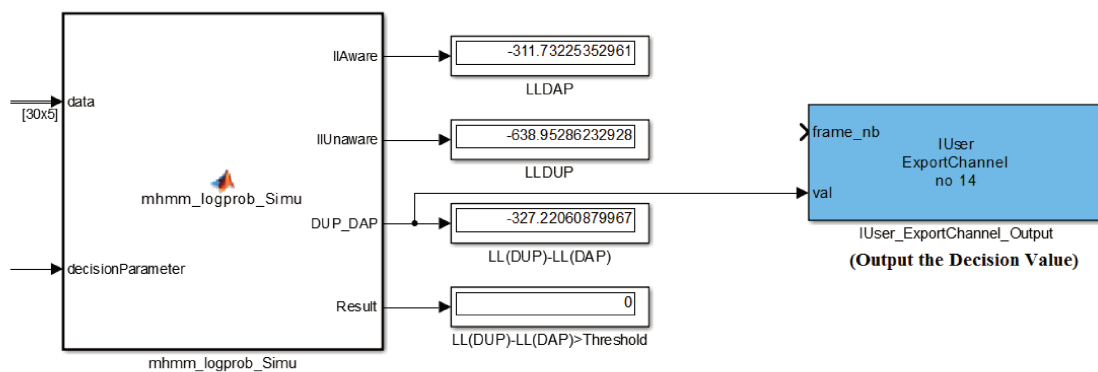 data
[30x5]
decisionParameter
mhmm_logprob_Simu
llAware
llUnaware
DUP_DAP
Result
mhmm_logprob_Simu
-311.73225352961
LLDAP
-638.95286232928
LLDUP
-327.22060879967
LL(DUP)-LL(DAP)
0
LL(DUP)-LL(DAP)>Threshold
frame_nb
val
IUser
ExportChannel
no 14
IUser_ExportChannel_Output
(Output the Decision Value)